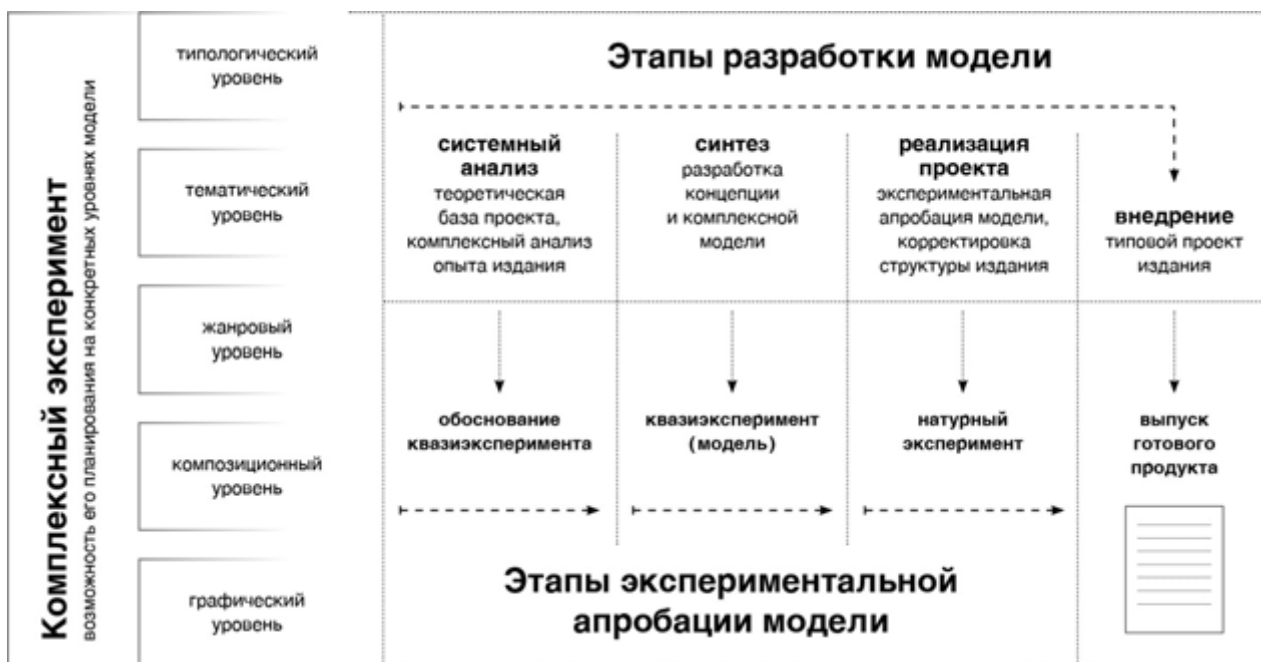 Комплексный эксперимент
возможность его планирования на конкретных уровнях модели
типологический
уровень
тематический
уровень
жанровый
уровень
композиционный
уровень
графический
уровень
Этапы разработки модели
системный
анализ
теоретическая
база проекта,
комплексный анализ
опыта издания
синтез
разработка
концепции
и комплексной
модели
реализация
проекта
экспериментальная
апробация модели,
корректировка
структуры издания
внедрение
типовой проект
издания
обоснование
квазиэксперимента
квазиэксперимент
(модель)
натурный
эксперимент
выпуск
готового
продукта
Этапы экспериментальной
апробации модели